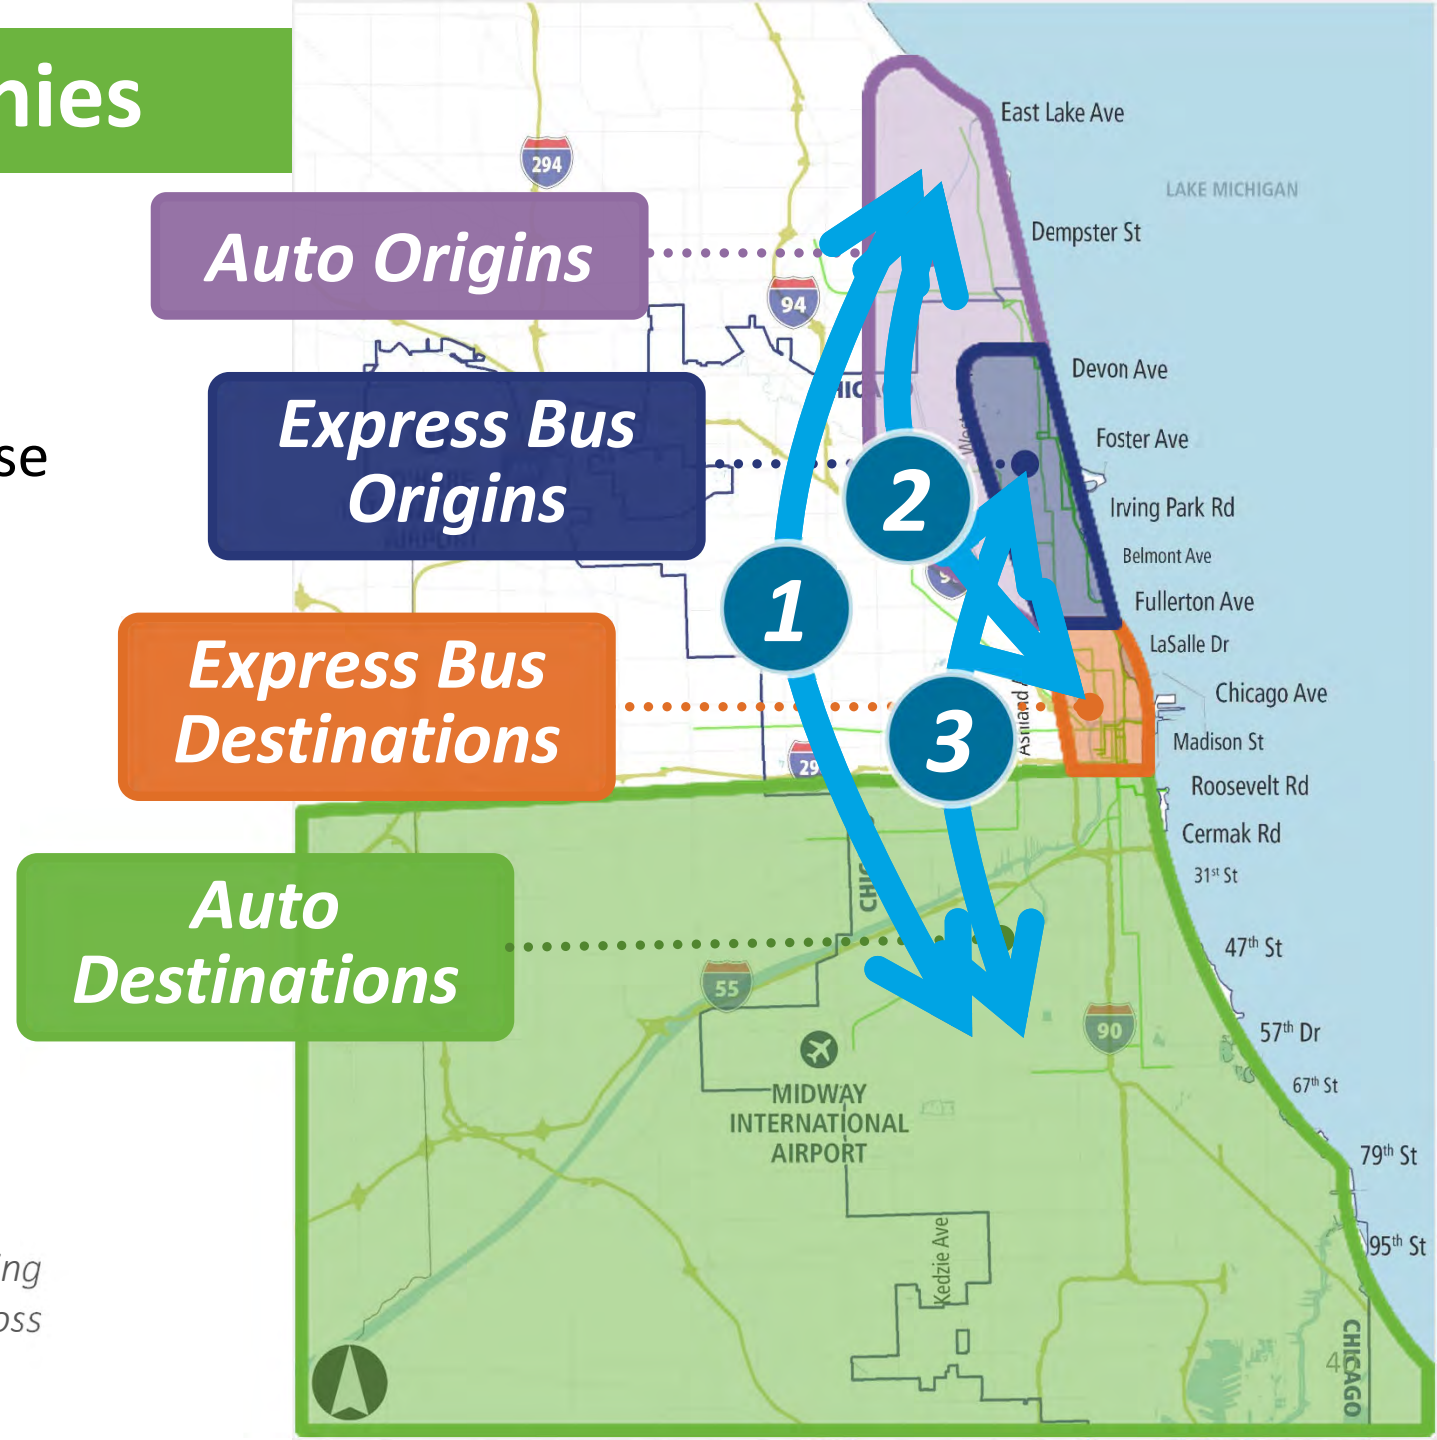 nies
East Lake Ave
294
LAKE MICHIGAN
Auto Origins
Dempster St
94
Devon Ave
Express Bus
Origins
Foster Ave
2
Irving Park Rd
Belmont Ave
1
Fullerton Ave
LaSalle Dr
Express Bus
Destinations
Chicago Ave
3
Madison St
Roosevelt Rd
Cermak Rd
31st St
Auto
Destinations
47th St
55
90
57th Dr
67th St
MIDWAY
INTERNATIONAL
AIRPORT
79th St
95th St
Kedzie Ave
se
ing
oss
CHICAGO